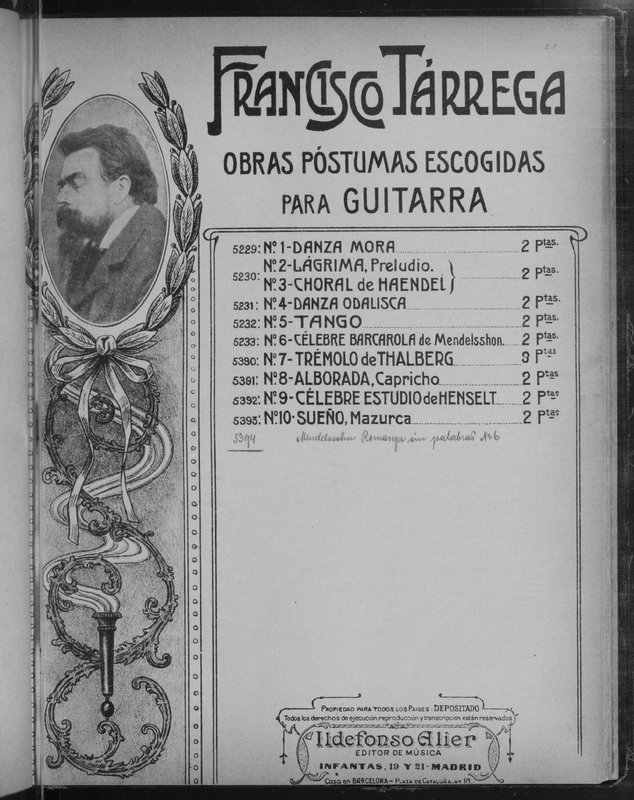 FRANCISCO TÁRREGA
OBRAS PÓSTUMAS ESCOGIDAS
PARA GUITARRA
5229: Nº 1-DANZA MORA 2 Ptas.
5230: Nº 2-LÁGRIMA, Preludio.
Nº 3-CHORAL DE HAENDEL 2 Ptas.
5231: Nº 4-DANZA ODALISCA 2 Ptas.
5232: Nº 5-TANGO 2 Ptas.
5233: Nº 6-CÉLEBRE BARCAROLA de Mendelsshon. 2 Ptas.
5390: Nº 7-TRÉMOLO de THALBERG 3 Ptas
5391: Nº 8-ALBORADA, Capricho 2 Ptas
5392: Nº 9-CÉLEBRE ESTUDIO de HENSELT 2 Ptas
5393: Nº 10-SUEÑO, Mazurca 2 Ptas
5394 Mendelssohn Romanza sin palabras Nº 6
PROPIEDAD PARA TODOS LOS PAISES: DEPOSITADO
Todos los derechos de ejecución, reproducción y transcripción están reservados
Ildefonso Alier
EDITOR DE MÚSICA
INFANTAS, 19 Y 21-MADRID
Casa en BARCELONA - PLAZA DE CATALUÑA, Nº 18